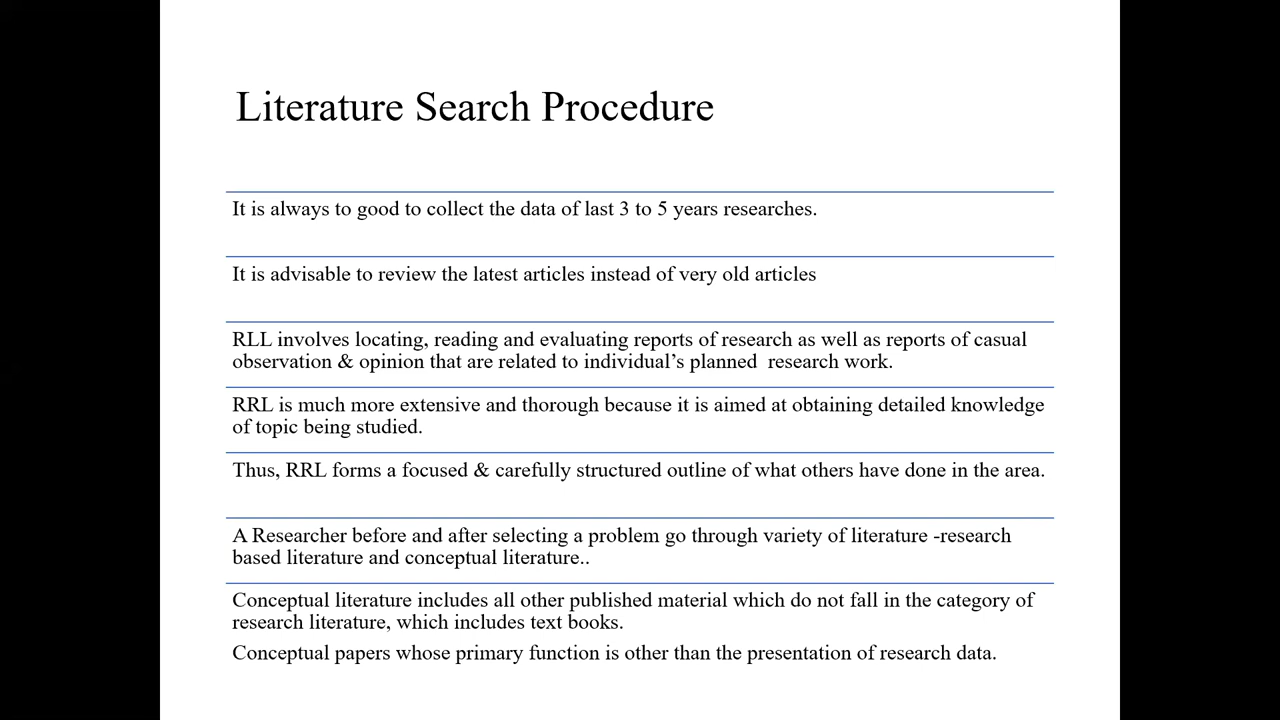 Literature Search Procedure
It is always to good to collect the data of last 3 to 5 years researches.
It is advisable to review the latest articles instead of very old articles
RLL involves locating, reading and evaluating reports of research as well as reports of casual
observation & opinion that are related to individual’s planned  research work.
RRL is much more extensive and thorough because it is aimed at obtaining detailed knowledge
of topic being studied.
Thus, RRL forms a focused & carefully structured outline of what others have done in the area.
A Researcher before and after selecting a problem go through variety of literature -research
based literature and conceptual literature..
Conceptual literature includes all other published material which do not fall in the category of
research literature, which includes text books.
Conceptual papers whose primary function is other than the presentation of research data.